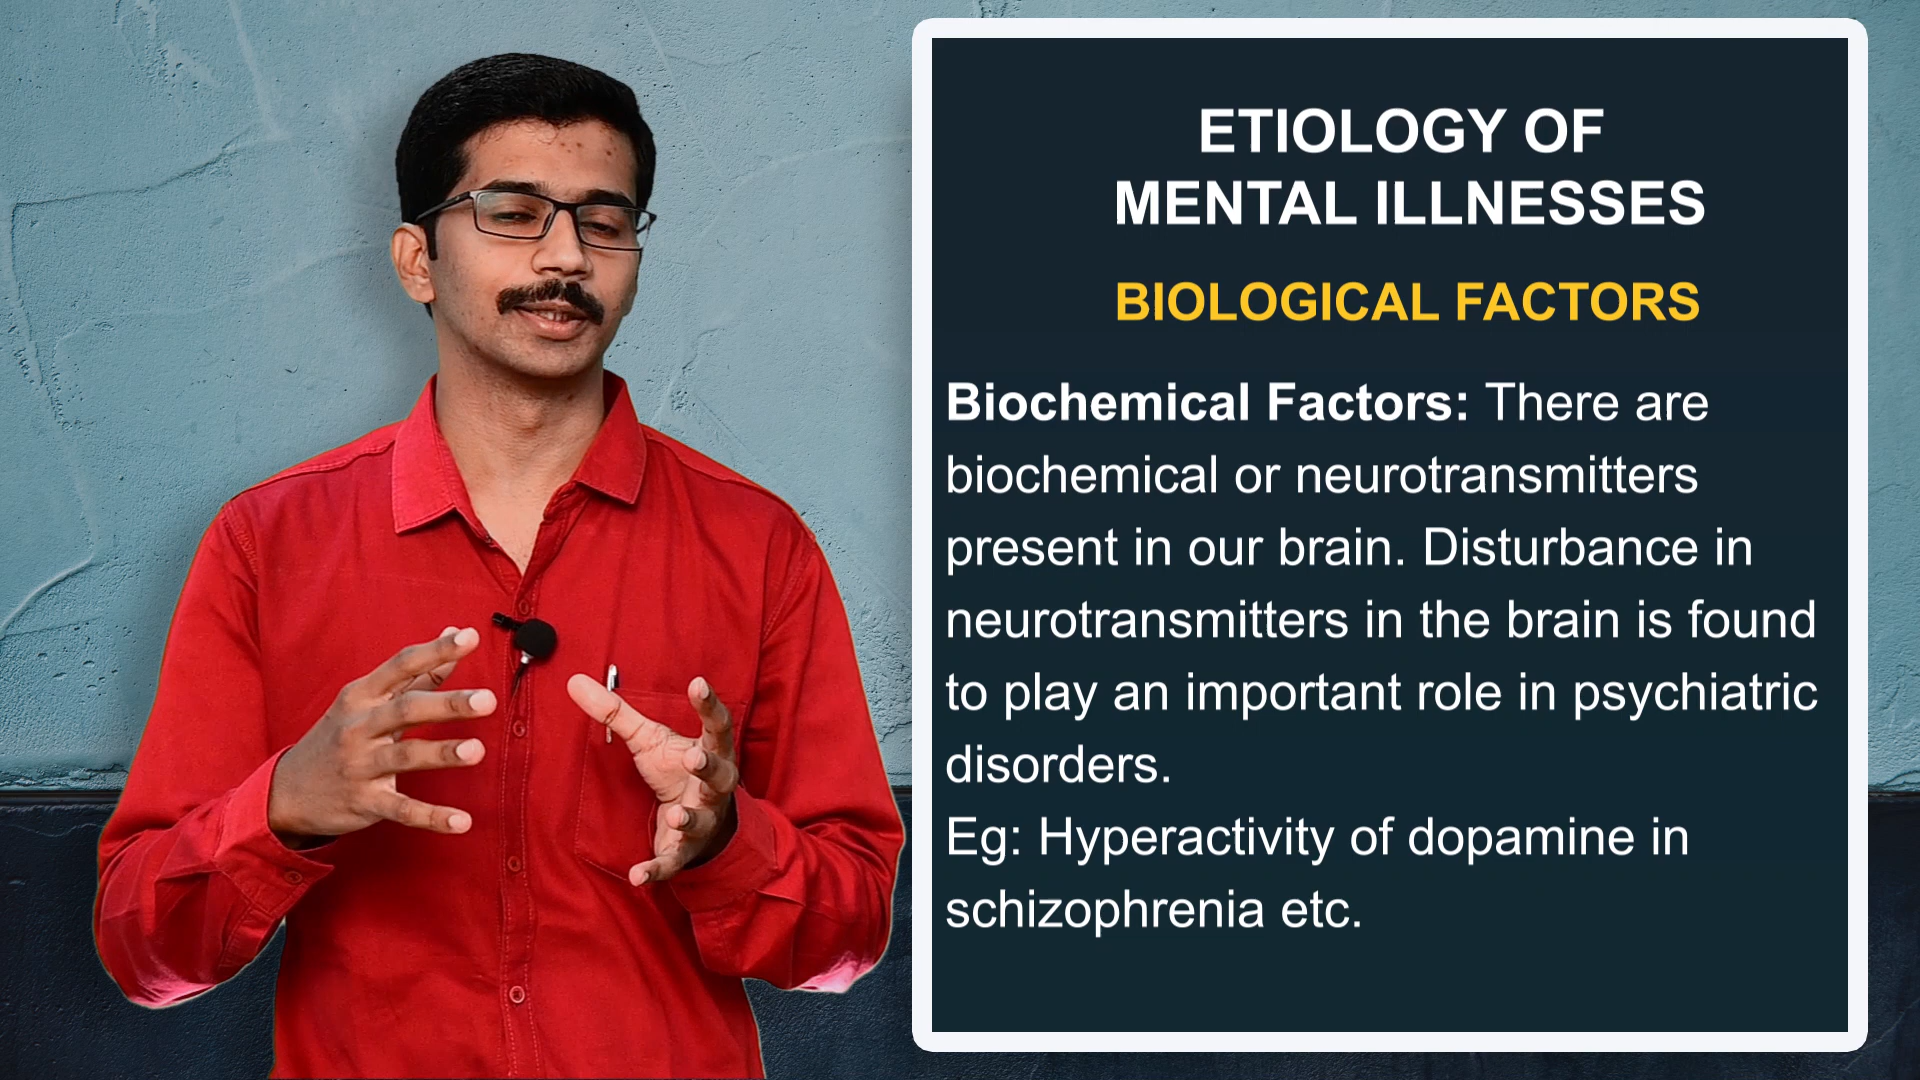 ETIOLOGY OF
MENTAL ILLNESSES
BIOLOGICAL FACTORS
Biochemical Factors: There are
biochemical or neurotransmitters
present in our brain. Disturbance in
neurotransmitters in the brain is found
to play an important role in psychiatric
disorders.
Eg: Hyperactivity of dopamine in
schizophrenia etc.